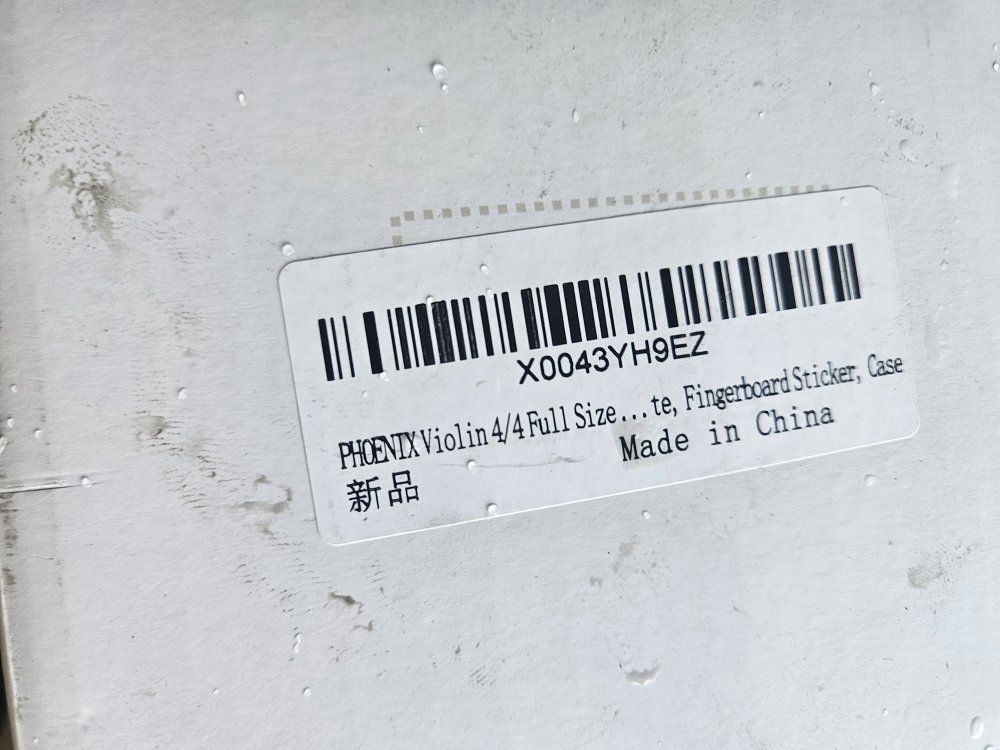 X0043YH9EZ
PHOENIX Violin 4/4 Full Size...te, Fingerboard Sticker, Case
新品
Made in China